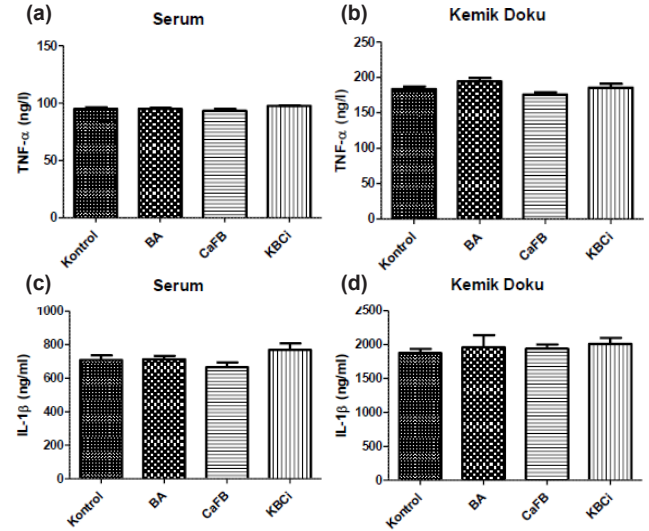 (a)
Serum
TNF-α (ng/l)
150
100
50
0
Kontrol
BA
CaFB
KBCi
(b)
Kemik Doku
TNF-α (ng/l)
250
200
150
100
50
0
Kontrol
BA
CaFB
KBCi
(c)
Serum
IL-1β (ng/ml)
1000
800
600
400
200
0
Kontrol
BA
CaFB
KBCi
(d)
Kemik Doku
IL-1β (ng/ml)
2500
2000
1500
1000
500
0
Kontrol
BA
CaFB
KBCi